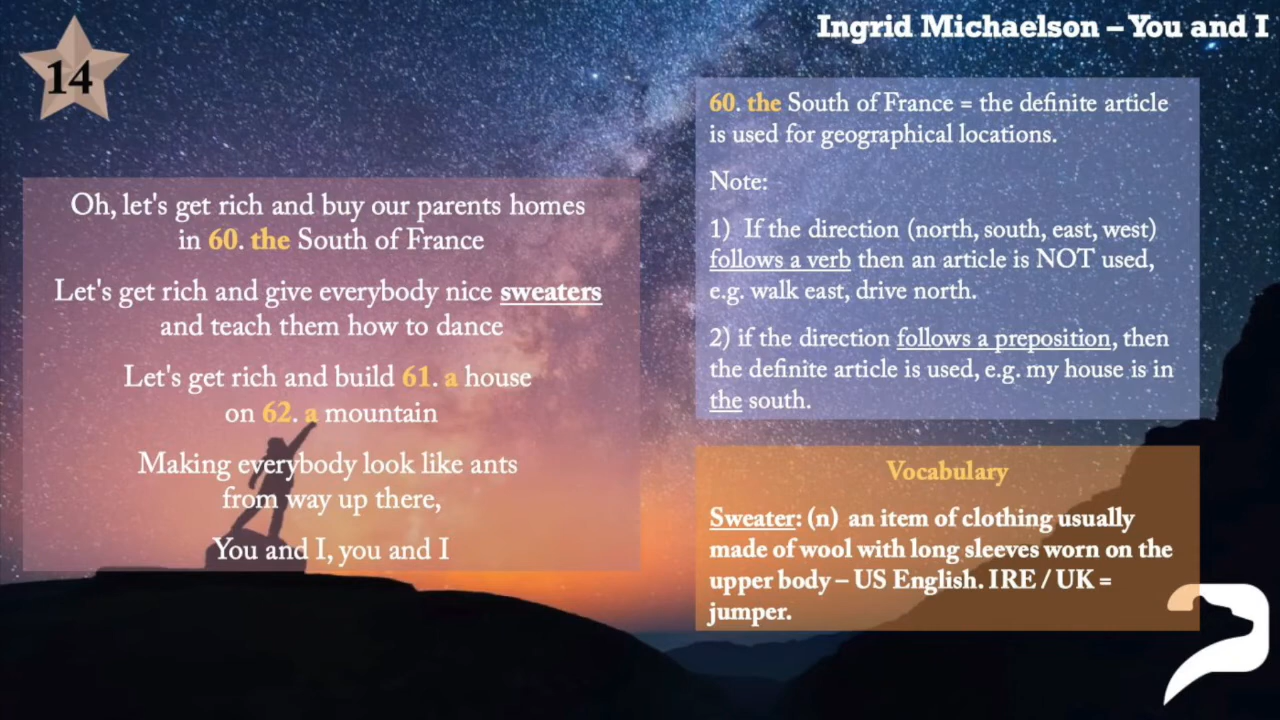 Ingrid Michaelson – You and I
14
Oh, let's get rich and buy our parents homes
in 60. the South of France
Let's get rich and give everybody nice sweaters
and teach them how to dance
Let's get rich and build 61. a house
on 62. a mountain
Making everybody look like ants
from way up there,
You and I, you and I
60. the South of France = the definite article
is used for geographical locations.
Note:
1) If the direction (north, south, east, west)
follows a verb then an article is NOT used,
e.g. walk east, drive north.
2) if the direction follows a preposition, then
the definite article is used, e.g. my house is in
the south.
Vocabulary
Sweater: (n) an item of clothing usually
made of wool with long sleeves worn on the
upper body – US English. IRE / UK =
jumper.